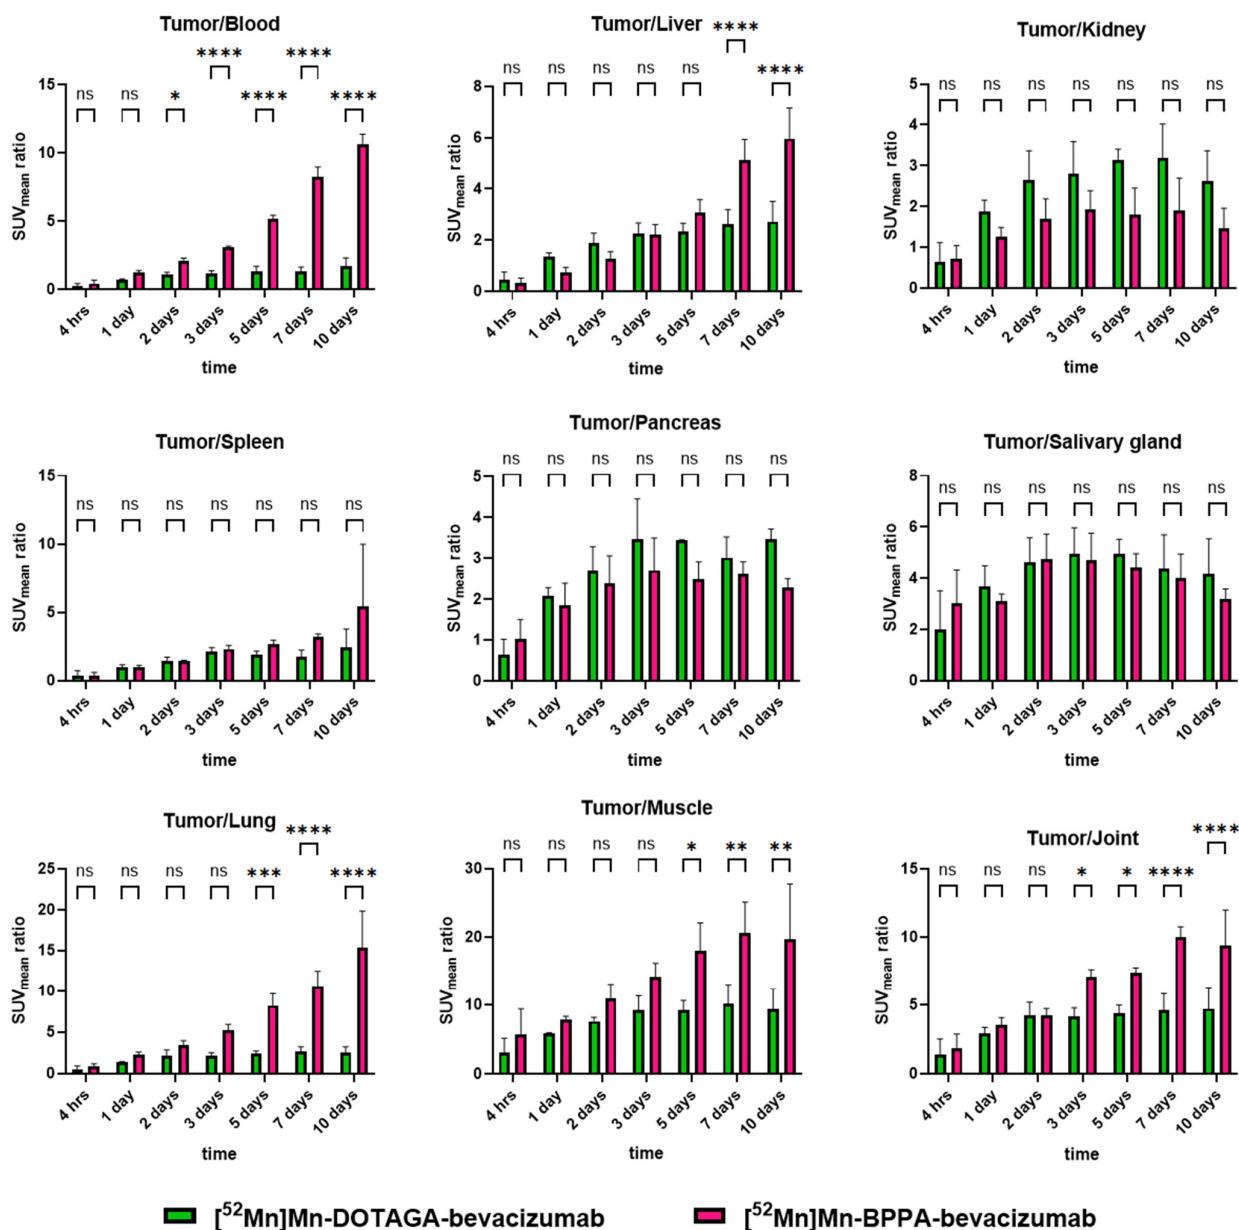 Tumor/Blood
**** ****
ns ns * **** ****
SUVmean ratio
15
10
5
0
4 hrs 1 day 2 days 3 days 5 days 7 days 10 days
time
Tumor/Liver
****
ns ns ns ns ns ****
SUVmean ratio
8
6
4
2
0
4 hrs 1 day 2 days 3 days 5 days 7 days 10 days
time
Tumor/Kidney
ns ns ns ns ns ns ns
SUVmean ratio
5
4
3
2
1
0
4 hrs 1 day 2 days 3 days 5 days 7 days 10 days
time
Tumor/Spleen
ns ns ns ns ns ns ns
SUVmean ratio
15
10
5
0
4 hrs 1 day 2 days 3 days 5 days 7 days 10 days
time
Tumor/Pancreas
ns ns ns ns ns ns ns
SUVmean ratio
5
4
3
2
1
0
4 hrs 1 day 2 days 3 days 5 days 7 days 10 days
time
Tumor/Salivary gland
ns ns ns ns ns ns ns
SUVmean ratio
8
6
4
2
0
4 hrs 1 day 2 days 3 days 5 days 7 days 10 days
time
Tumor/Lung
****
ns ns ns ns *** ****
SUVmean ratio
25
20
15
10
5
0
4 hrs 1 day 2 days 3 days 5 days 7 days 10 days
time
Tumor/Muscle
ns ns ns ns * ** **
SUVmean ratio
30
20
10
0
4 hrs 1 day 2 days 3 days 5 days 7 days 10 days
time
Tumor/Joint
****
ns ns ns * * ****
SUVmean ratio
15
10
5
0
4 hrs 1 day 2 days 3 days 5 days 7 days 10 days
time
[52Mn]Mn-DOTAGA-bevacizumab [52Mn]Mn-BPPA-bevacizumab